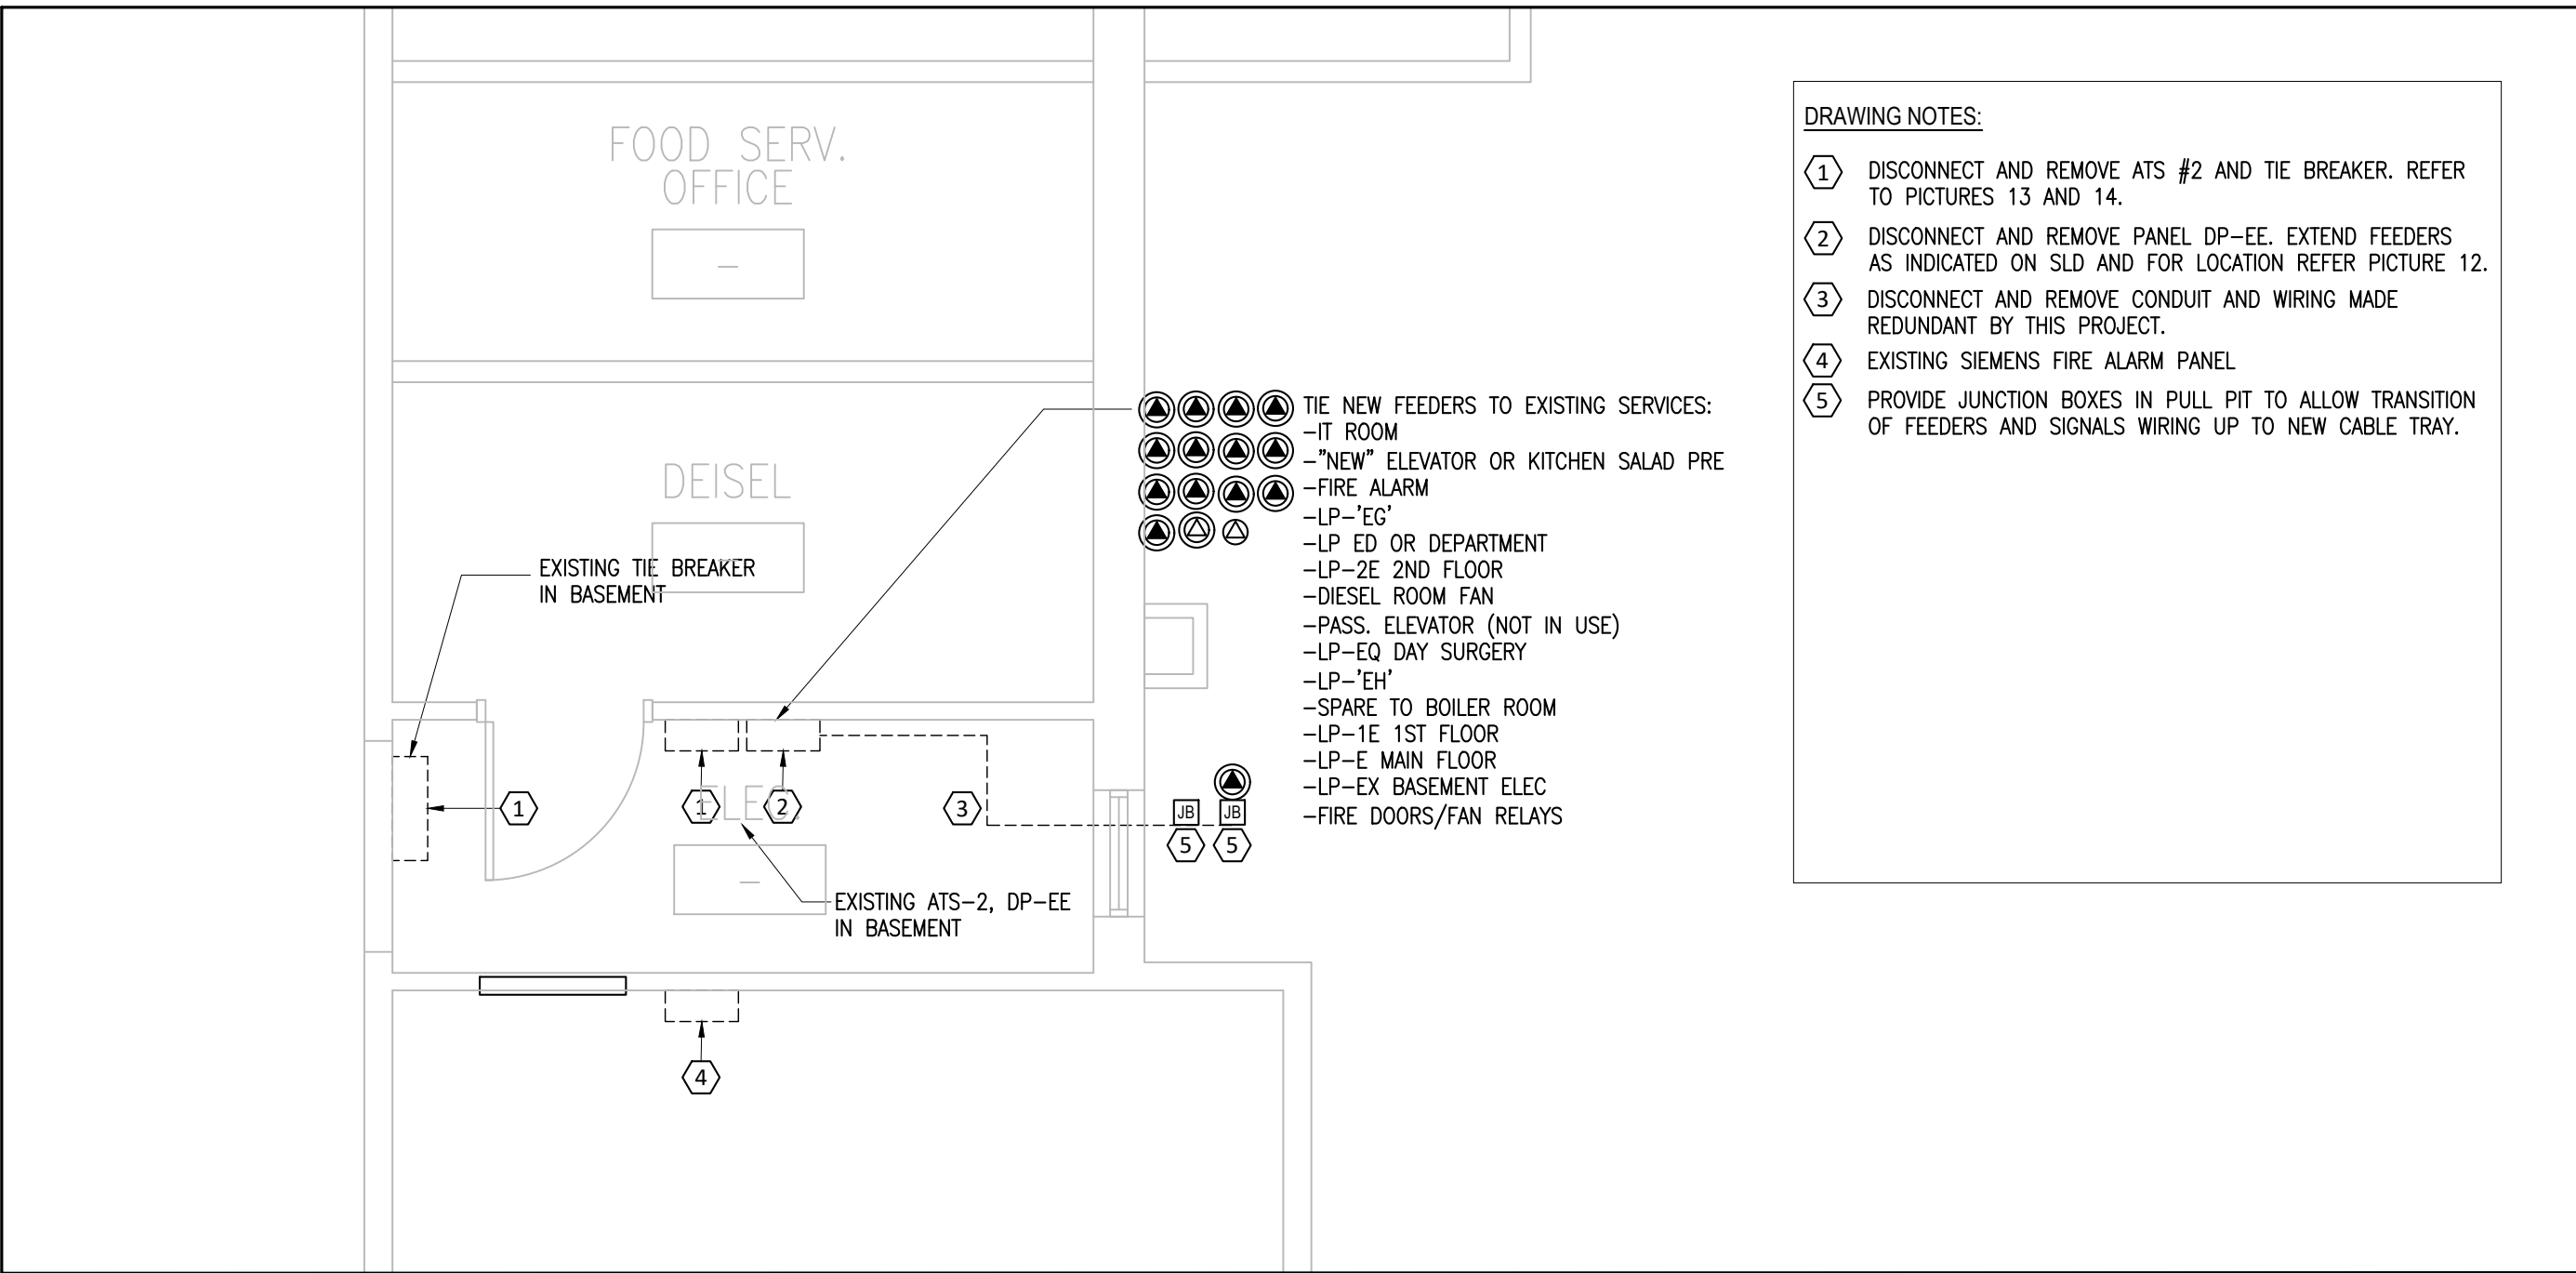 FOOD SERV.
OFFICE
–
DEISEL
–
EXISTING TIE BREAKER
IN BASEMENT
TIE NEW FEEDERS TO EXISTING SERVICES:
-IT ROOM
-"NEW" ELEVATOR OR KITCHEN SALAD PRE
-FIRE ALARM
-LP-'EG'
-LP ED OR DEPARTMENT
-LP-2E 2ND FLOOR
-DIESEL ROOM FAN
-PASS. ELEVATOR (NOT IN USE)
-LP-EQ DAY SURGERY
-LP-'EH'
-SPARE TO BOILER ROOM
-LP-1E 1ST FLOOR
-LP-E MAIN FLOOR
-LP-EX BASEMENT ELEC
-FIRE DOORS/FAN RELAYS
1
1
ELEC.
2
3
JB
JB
5
5
–
EXISTING ATS-2, DP-EE
IN BASEMENT
4
DRAWING NOTES:
1 DISCONNECT AND REMOVE ATS #2 AND TIE BREAKER. REFER
TO PICTURES 13 AND 14.
2 DISCONNECT AND REMOVE PANEL DP-EE. EXTEND FEEDERS
AS INDICATED ON SLD AND FOR LOCATION REFER PICTURE 12.
3 DISCONNECT AND REMOVE CONDUIT AND WIRING MADE
REDUNDANT BY THIS PROJECT.
4 EXISTING SIEMENS FIRE ALARM PANEL
5 PROVIDE JUNCTION BOXES IN PULL PIT TO ALLOW TRANSITION
OF FEEDERS AND SIGNALS WIRING UP TO NEW CABLE TRAY.